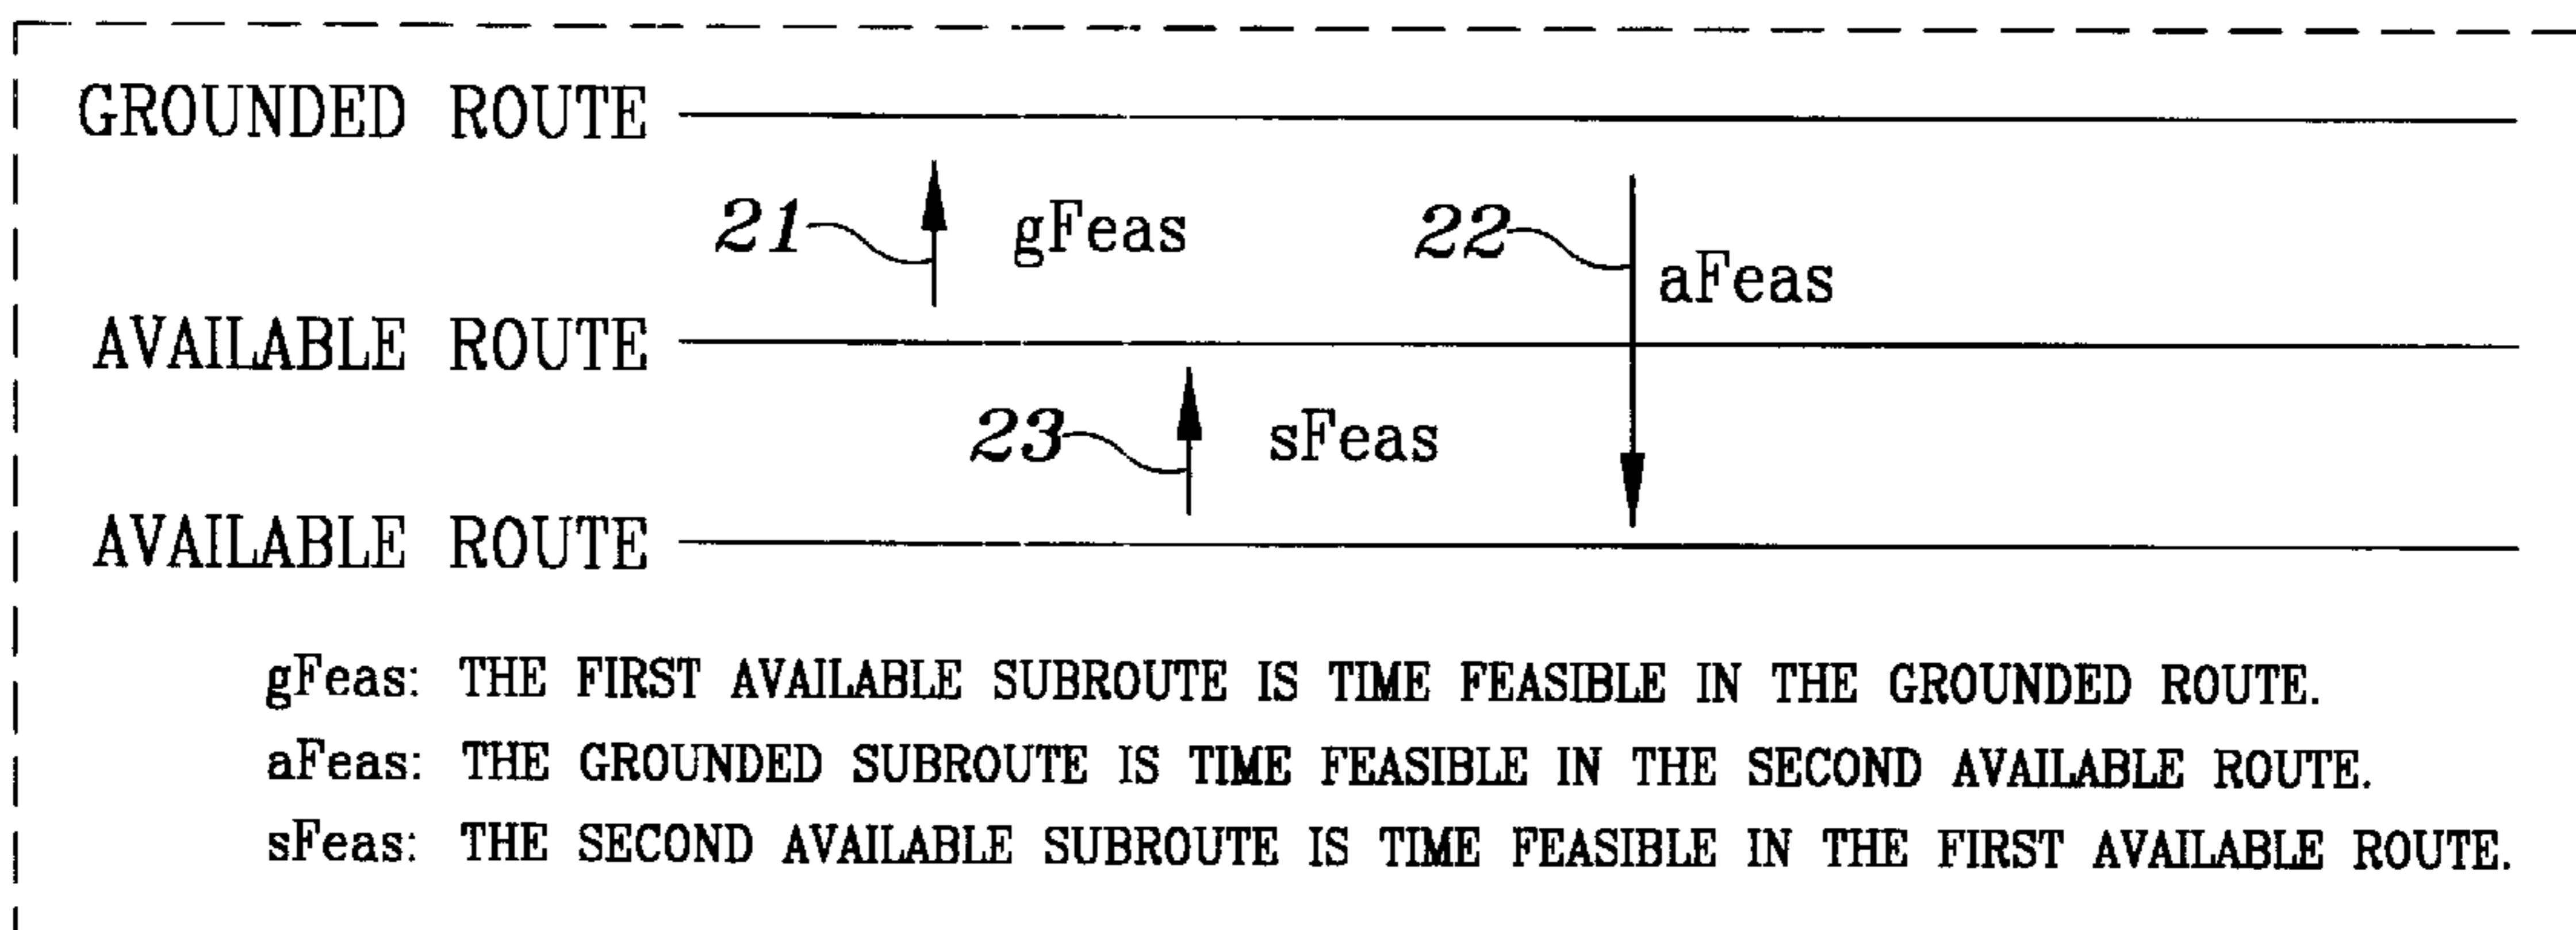 GROUNDED ROUTE
21 gFeas 22 aFeas
AVAILABLE ROUTE
23 sFeas
AVAILABLE ROUTE
gFeas: THE FIRST AVAILABLE SUBROUTE IS TIME FEASIBLE IN THE GROUNDED ROUTE.
aFeas: THE GROUNDED SUBROUTE IS TIME FEASIBLE IN THE SECOND AVAILABLE ROUTE.
sFeas: THE SECOND AVAILABLE SUBROUTE IS TIME FEASIBLE IN THE FIRST AVAILABLE ROUTE.